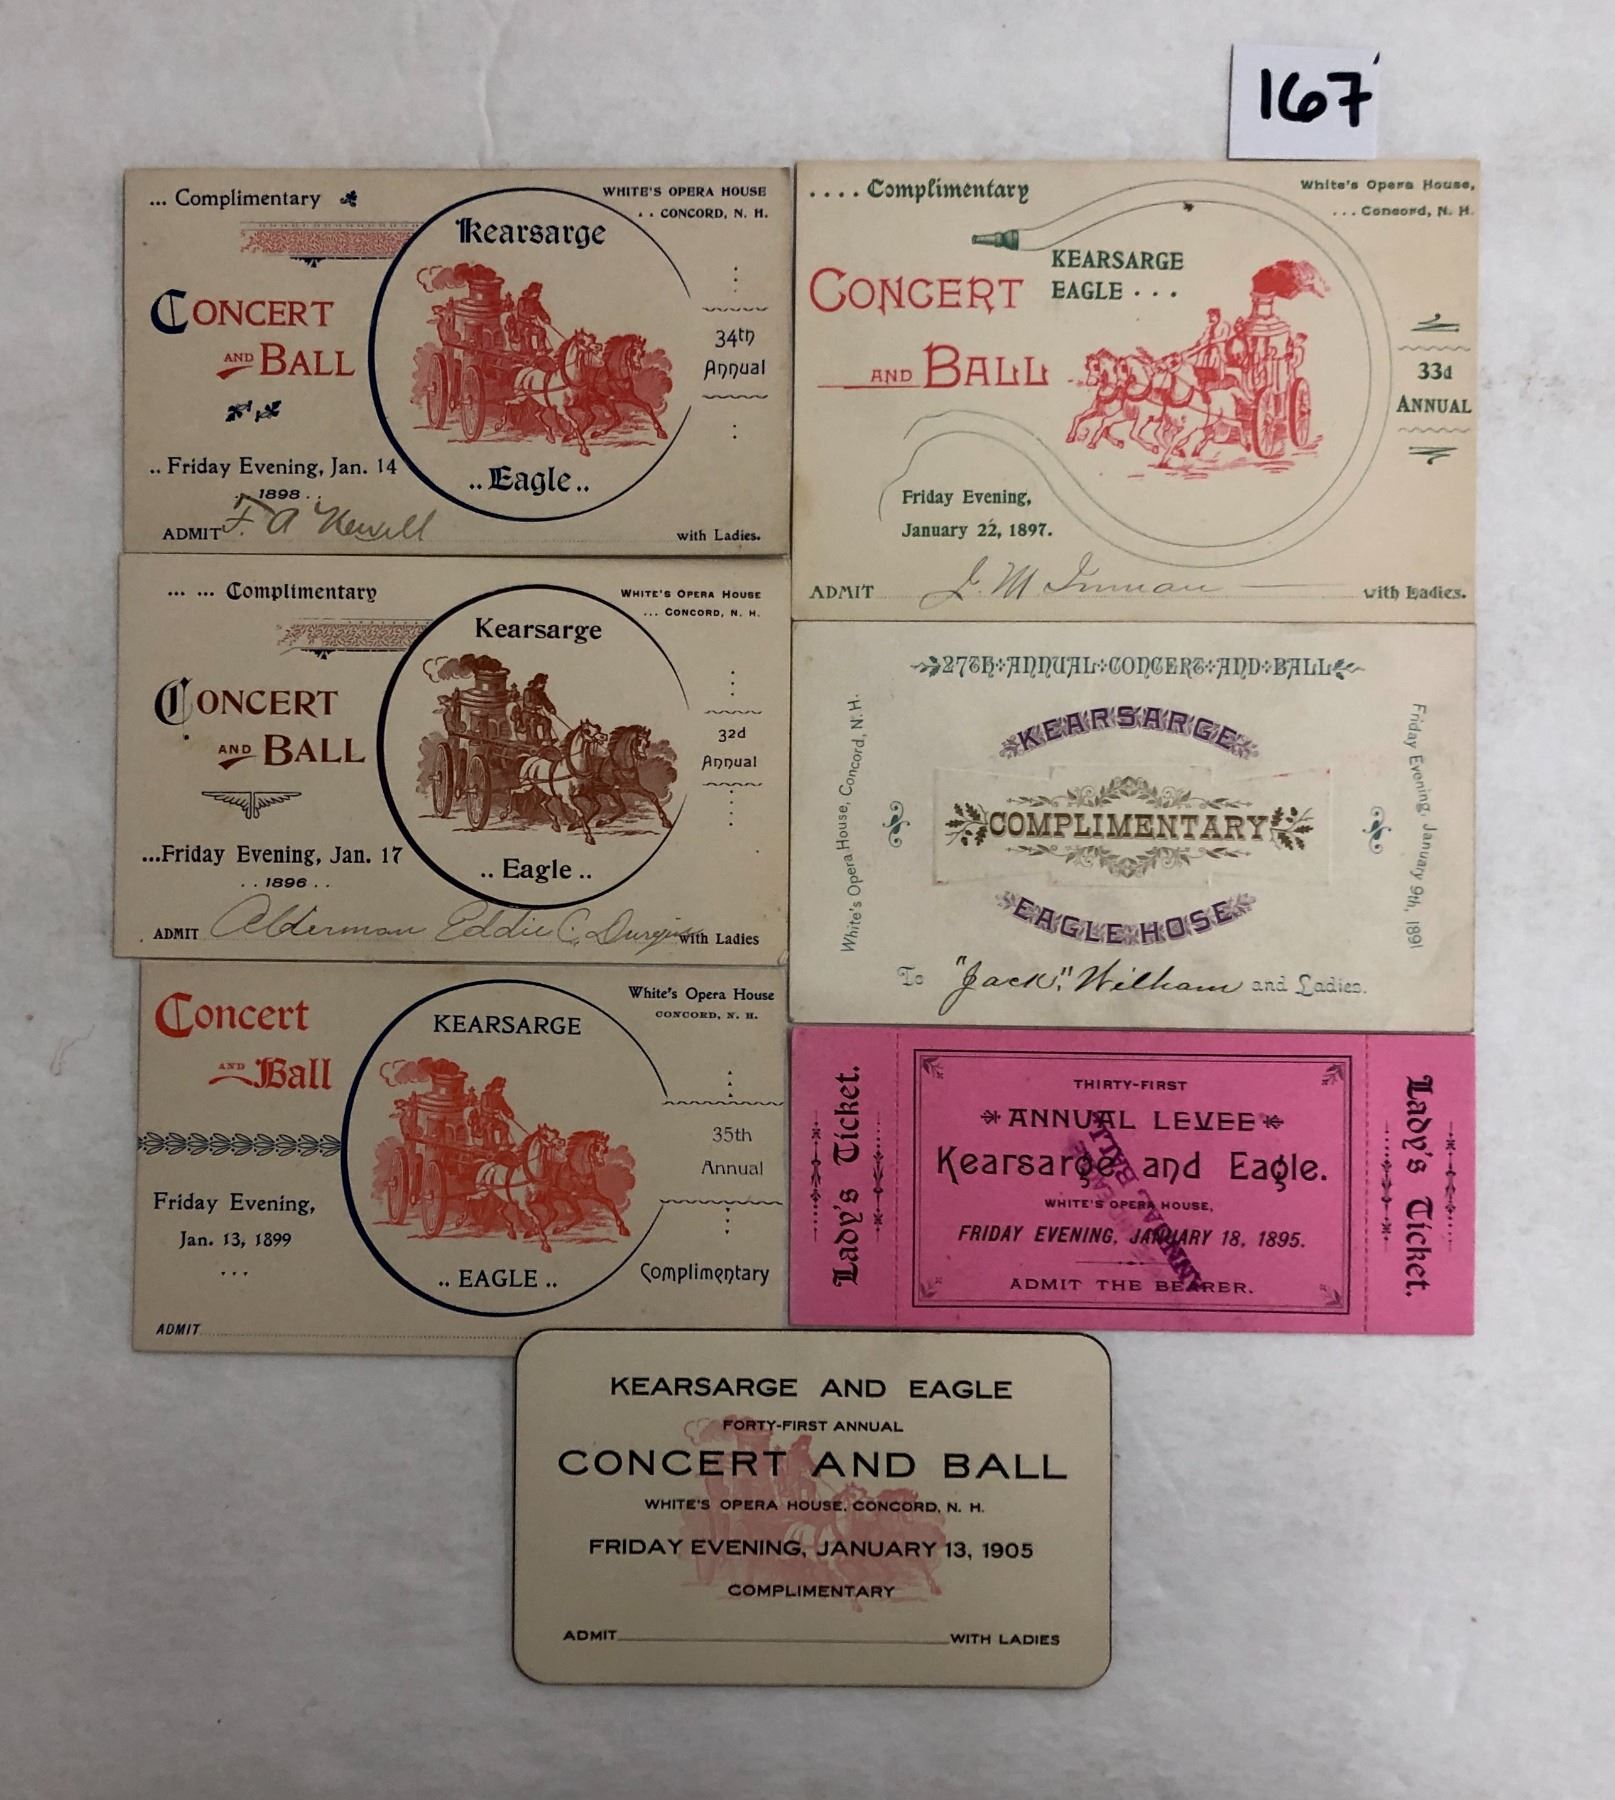 167
... Complimentary
WHITE'S OPERA HOUSE
. . CONCORD, N. H.
Kearsarge
CONCERT
AND BALL
34th
Annual
.. Friday Evening, Jan. 14
. . 1898 . .
.. Eagle ..
ADMIT F. A with Ladies.
.... Complimentary
White's Opera House,
... Concord, N. H.
KEARSARGE
EAGLE . . .
CONCERT
AND BALL
33d
ANNUAL
Friday Evening,
January 22, 1897.
ADMIT J. M Inman with Ladies.
... ... Complimentary
WHITE'S OPERA HOUSE
... CONCORD, N. H.
Kearsarge
CONCERT
AND BALL
32d
Annual
...Friday Evening, Jan. 17
. . 1896 . .
.. Eagle ..
ADMIT Alderman Eddie C. with Ladies
27TH ANNUAL CONCERT AND BALL
KEARSARGE
COMPLIMENTARY
EAGLE HOSE
White's Opera House, Concord, N. H.
Friday Evening, January 9th, 1891
To "Jack" Wilham and Ladies.
Concert
AND Ball
KEARSARGE
White's Opera House
CONCORD, N. H.
35th
Annual
Friday Evening,
Jan. 13, 1899
...
.. EAGLE ..
Complimentary
ADMIT
Lady's Ticket.
THIRTY-FIRST
ANNUAL LEVEE
Kearsarge and Eagle.
WHITE'S OPERA HOUSE,
FRIDAY EVENING, JANUARY 18, 1895.
ADMIT THE BEARER.
Lady's Ticket.
KEARSARGE AND EAGLE
FORTY-FIRST ANNUAL
CONCERT AND BALL
WHITE'S OPERA HOUSE, CONCORD, N. H.
FRIDAY EVENING, JANUARY 13, 1905
COMPLIMENTARY
ADMIT WITH LADIES